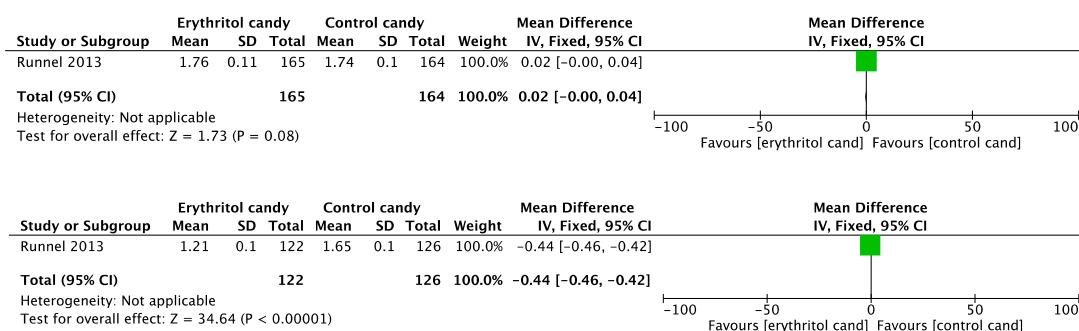 Erythritol candy Control candy Mean Difference Mean Difference
Study or Subgroup Mean SD Total Mean SD Total Weight IV, Fixed, 95% CI IV, Fixed, 95% CI
Runnel 2013 1.76 0.11 165 1.74 0.1 164 100.0% 0.02 [-0.00, 0.04]
Total (95% CI) 165 164 100.0% 0.02 [-0.00, 0.04]
Heterogeneity: Not applicable
Test for overall effect: Z = 1.73 (P = 0.08)
-100 -50 0 50 100
Favours [erythritol cand] Favours [control cand]
Erythritol candy Control candy Mean Difference Mean Difference
Study or Subgroup Mean SD Total Mean SD Total Weight IV, Fixed, 95% CI IV, Fixed, 95% CI
Runnel 2013 1.21 0.1 122 1.65 0.1 126 100.0% -0.44 [-0.46, -0.42]
Total (95% CI) 122 126 100.0% -0.44 [-0.46, -0.42]
Heterogeneity: Not applicable
Test for overall effect: Z = 34.64 (P < 0.00001)
-100 -50 0 50 100
Favours [erythritol cand] Favours [control cand]